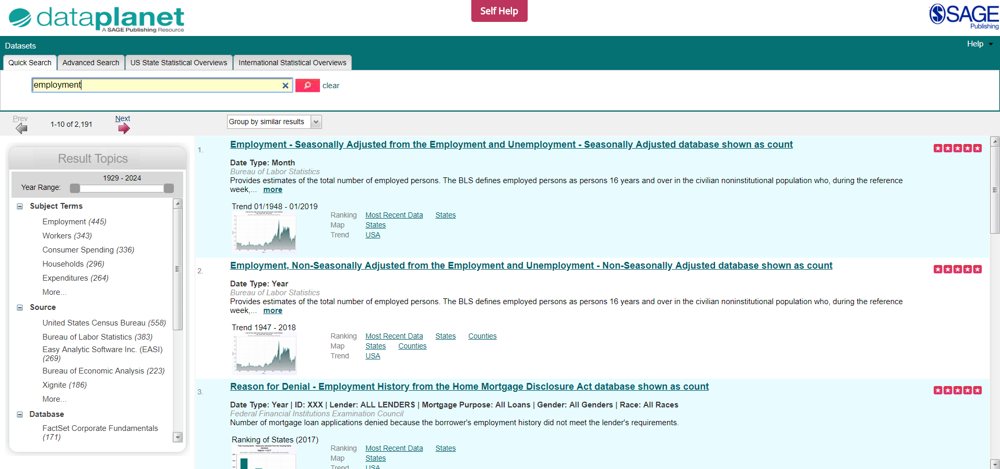 dataplanet
A SAGE Publishing Resource
Self Help
SAGE
Publishing
Datasets
Help
Quick Search
Advanced Search
US State Statistical Overviews
International Statistical Overviews
employment
clear
Prev
1-10 of 2,191
Next
Group by similar results
Result Topics
1929 - 2024
Year Range:
Subject Terms
Employment (445)
Workers (343)
Consumer Spending (336)
Households (296)
Expenditures (264)
More...
Source
United States Census Bureau (558)
Bureau of Labor Statistics (383)
Easy Analytic Software Inc. (EASI)
(269)
Bureau of Economic Analysis (223)
Xignite (186)
More...
Database
FactSet Corporate Fundamentals
(171)
1.
Employment - Seasonally Adjusted from the Employment and Unemployment - Seasonally Adjusted database shown as count
Date Type: Month
Bureau of Labor Statistics
Provides estimates of the total number of employed persons. The BLS defines employed persons as persons 16 years and over in the civilian noninstitutional population who, during the reference
week,... more
Trend 01/1948 - 01/2019
Ranking Most Recent Data States
Map States
Trend USA
2.
Employment, Non-Seasonally Adjusted from the Employment and Unemployment - Non-Seasonally Adjusted database shown as count
Date Type: Year
Bureau of Labor Statistics
Provides estimates of the total number of employed persons. The BLS defines employed persons as persons 16 years and over in the civilian noninstitutional population who, during the reference
week,... more
Trend 1947 - 2018
Ranking Most Recent Data States Counties
Map States Counties
Trend USA
3.
Reason for Denial - Employment History from the Home Mortgage Disclosure Act database shown as count
Date Type: Year | ID: XXX | Lender: ALL LENDERS | Mortgage Purpose: All Loans | Gender: All Genders | Race: All Races
Federal Financial Institutions Examination Council
Number of mortgage loan applications denied because the borrower's employment history did not meet the lender's requirements.
Ranking of States (2017)
Ranking Most Recent Data States
Map States
Trend USA